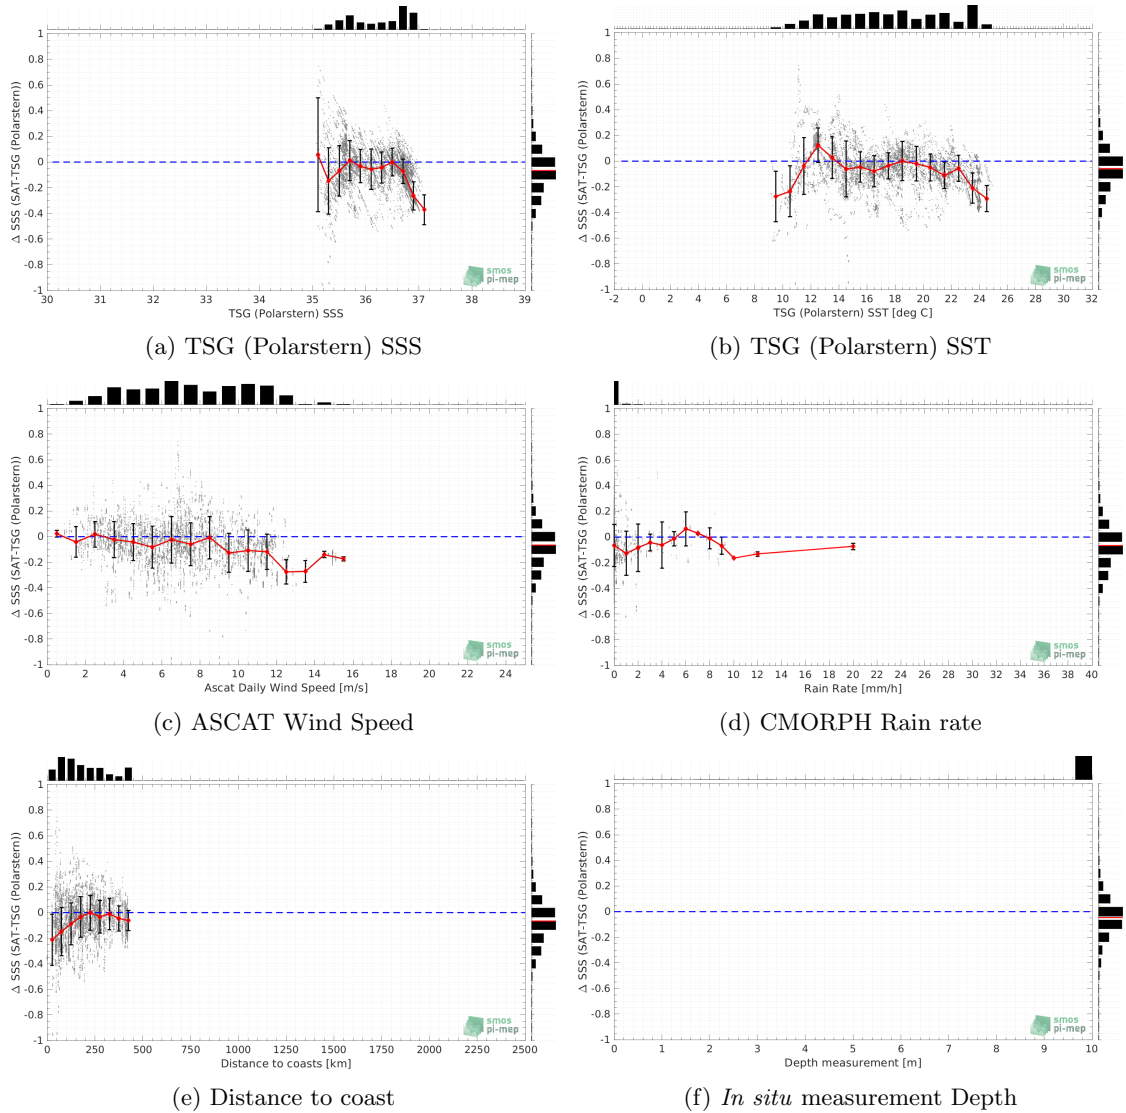 1
0.8
0.6
0.4
0.2
0
-0.2
-0.4
-0.6
-0.8
-1
Δ SSS (SAT-TSG (Polarstern))
30 31 32 33 34 35 36 37 38 39
TSG (Polarstern) SSS
smos
pi-mep
(a) TSG (Polarstern) SSS
1
0.8
0.6
0.4
0.2
0
-0.2
-0.4
-0.6
-0.8
-1
Δ SSS (SAT-TSG (Polarstern))
-2 0 2 4 6 8 10 12 14 16 18 20 22 24 26 28 30 32
TSG (Polarstern) SST [deg C]
smos
pi-mep
(b) TSG (Polarstern) SST
1
0.8
0.6
0.4
0.2
0
-0.2
-0.4
-0.6
-0.8
-1
Δ SSS (SAT-TSG (Polarstern))
0 2 4 6 8 10 12 14 16 18 20 22 24
Ascat Daily Wind Speed [m/s]
smos
pi-mep
(c) ASCAT Wind Speed
1
0.8
0.6
0.4
0.2
0
-0.2
-0.4
-0.6
-0.8
-1
Δ SSS (SAT-TSG (Polarstern))
0 2 4 6 8 10 12 14 16 18 20 22 24 26 28 30 32 34 36 38 40
Rain Rate [mm/h]
smos
pi-mep
(d) CMORPH Rain rate
1
0.8
0.6
0.4
0.2
0
-0.2
-0.4
-0.6
-0.8
-1
Δ SSS (SAT-TSG (Polarstern))
0 250 500 750 1000 1250 1500 1750 2000 2250 2500
Distance to coasts [km]
smos
pi-mep
(e) Distance to coast
1
0.8
0.6
0.4
0.2
0
-0.2
-0.4
-0.6
-0.8
-1
Δ SSS (SAT-TSG (Polarstern))
0 1 2 3 4 5 6 7 8 9 10
Depth measurement [m]
smos
pi-mep
(f) In situ measurement Depth